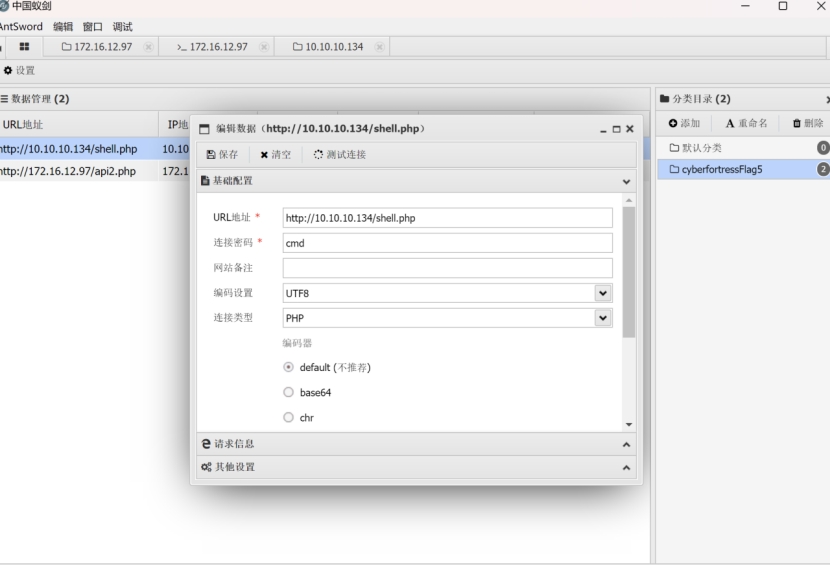 中国蚁剑
AntSword 编辑 窗口 调试
172.16.12.97 >_ 172.16.12.97 10.10.10.134
设置
数据管理 (2)
分类目录 (2)
URL地址 IP地
添加 重命名 删除
http://10.10.10.134/shell.php 10.10
默认分类 0
http://172.16.12.97/api2.php 172.1
cyberfortressFlag5 2
编辑数据 (http://10.10.10.134/shell.php)
保存 清空 测试连接
基础配置
URL地址 * http://10.10.10.134/shell.php
连接密码 * cmd
网站备注
编码设置 UTF8
连接类型 PHP
编码器
default (不推荐)
base64
chr
请求信息
其他设置